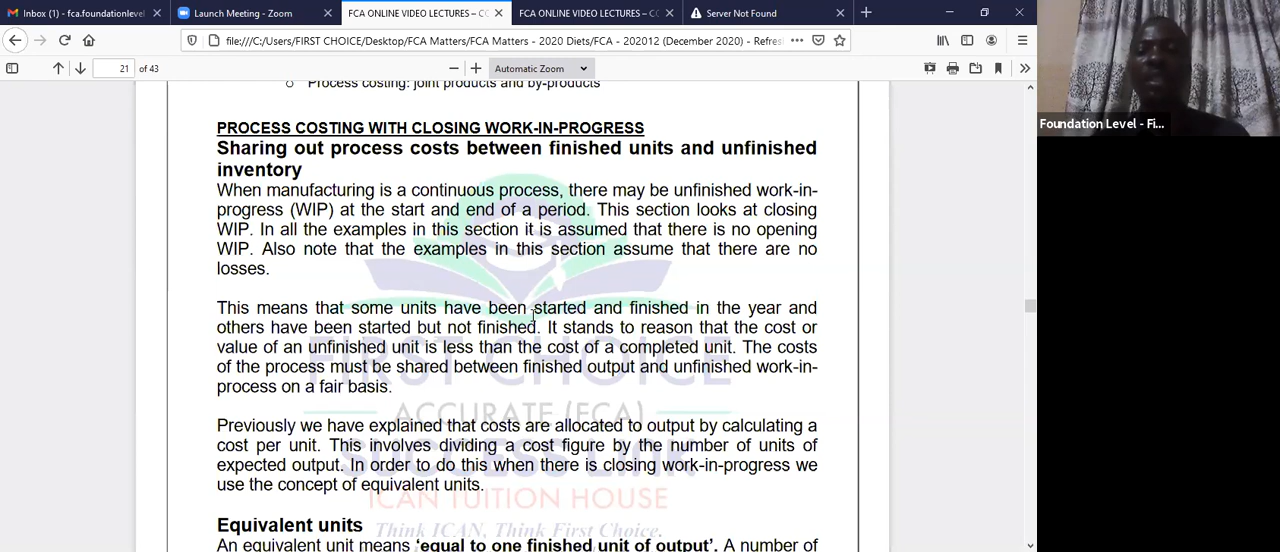 Inbox (1) - fca.foundationlevel
Launch Meeting - Zoom
FCA ONLINE VIDEO LECTURES – CC
FCA ONLINE VIDEO LECTURES – CC
Server Not Found
file:///C:/Users/FIRST CHOICE/Desktop/FCA Matters/FCA Matters - 2020 Diets/FCA - 202012 (December 2020) - Refres
21 of 43
Automatic Zoom
Process costing: joint products and by-products
PROCESS COSTING WITH CLOSING WORK-IN-PROGRESS
Sharing out process costs between finished units and unfinished
inventory
When manufacturing is a continuous process, there may be unfinished work-in-
progress (WIP) at the start and end of a period. This section looks at closing
WIP. In all the examples in this section it is assumed that there is no opening
WIP. Also note that the examples in this section assume that there are no
losses.
This means that some units have been started and finished in the year and
others have been started but not finished. It stands to reason that the cost or
value of an unfinished unit is less than the cost of a completed unit. The costs
of the process must be shared between finished output and unfinished work-in-
process on a fair basis.
Previously we have explained that costs are allocated to output by calculating a
cost per unit. This involves dividing a cost figure by the number of units of
expected output. In order to do this when there is closing work-in-progress we
use the concept of equivalent units.
Equivalent units
An equivalent unit means ‘equal to one finished unit of output’. A number of
FIRST CHOICE
ACCURATE (FCA)
SUCCESS LINK
ICAN TUITION HOUSE
Think ICAN, Think First Choice.
Foundation Level - Fi...